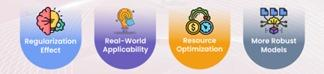 Regularization
Effect
Real-World
Applicability
Resource
Optimization
More Robust
Models